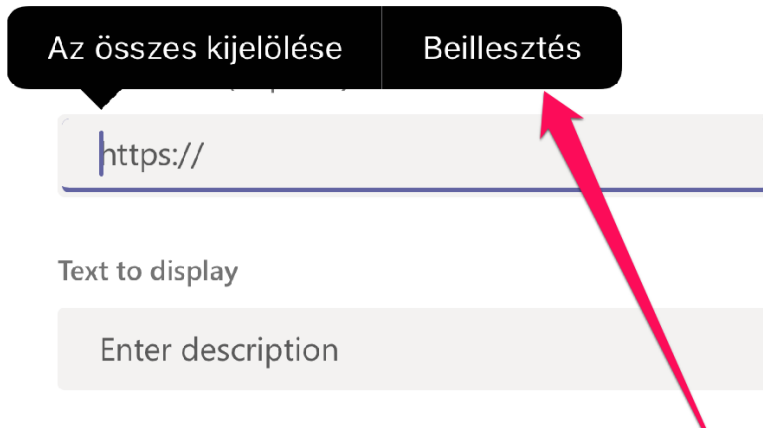 Az összes kijelölése
Beillesztés
https://
Text to display
Enter description